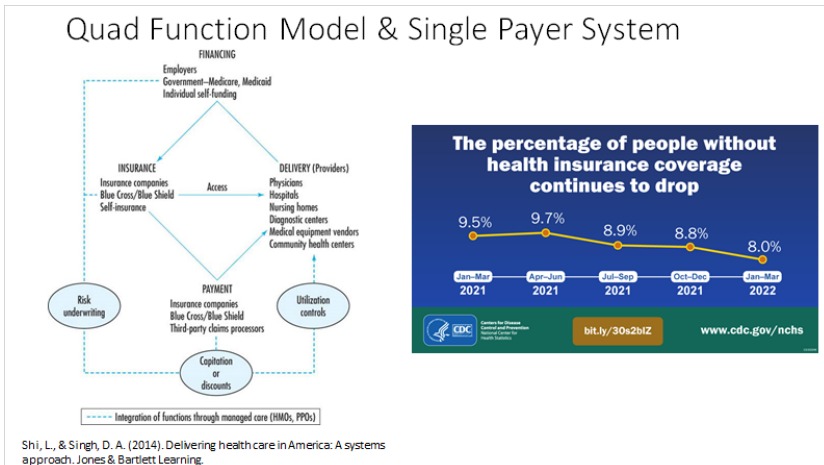 Quad Function Model & Single Payer System
FINANCING
Employers
Government–Medicare, Medicaid
Individual self-funding
INSURANCE
Insurance companies
Blue Cross/Blue Shield
Self-insurance
Access
DELIVERY (Providers)
Physicians
Hospitals
Nursing homes
Diagnostic centers
Medical equipment vendors
Community health centers
PAYMENT
Insurance companies
Blue Cross/Blue Shield
Third-party claims processors
Risk
underwriting
Utilization
controls
Capitation
or
discounts
Integration of functions through managed care (HMOs, PPOs)
Shi, L., & Singh, D. A. (2014). Delivering health care in America: A systems
approach. Jones & Bartlett Learning.
The percentage of people without
health insurance coverage
continues to drop
9.5%
9.7%
8.9%
8.8%
8.0%
Jan–Mar
2021
Apr–Jun
2021
Jul–Sep
2021
Oct–Dec
2021
Jan–Mar
2022
CDC
Centers for Disease
Control and Prevention
National Center for
Health Statistics
bit.ly/30s2bIZ
www.cdc.gov/nchs